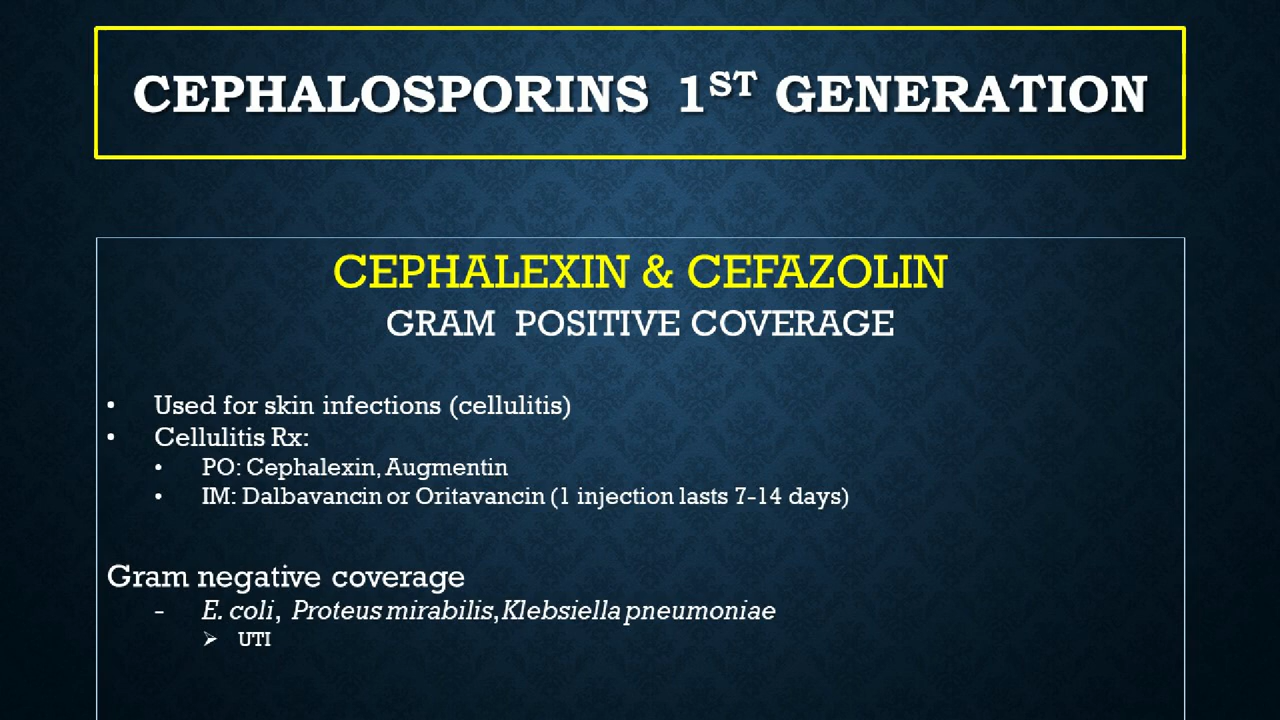 CEPHALOSPORINS 1ST GENERATION
CEPHALEXIN & CEFAZOLIN
GRAM POSITIVE COVERAGE
• Used for skin infections (cellulitis)
• Cellulitis Rx:
• PO: Cephalexin, Augmentin
• IM: Dalbavancin or Oritavancin (1 injection lasts 7-14 days)
Gram negative coverage
- E. coli, Proteus mirabilis, Klebsiella pneumoniae
➢ UTI